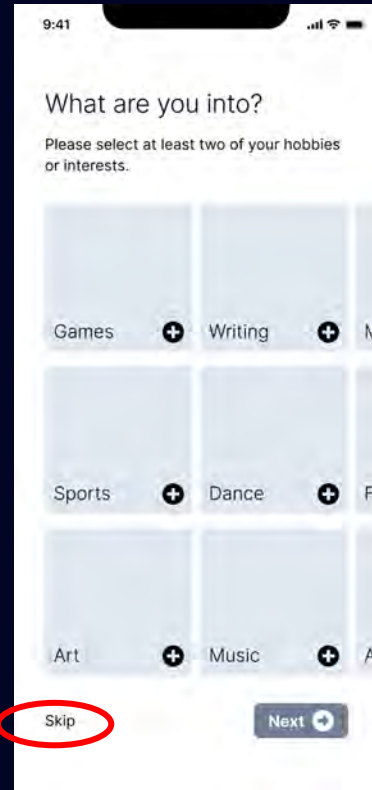 9:41
What are you into?
Please select at least two of your hobbies
or interests.
Games
Writing
M
Sports
Dance
F
Art
Music
A
Skip
Next